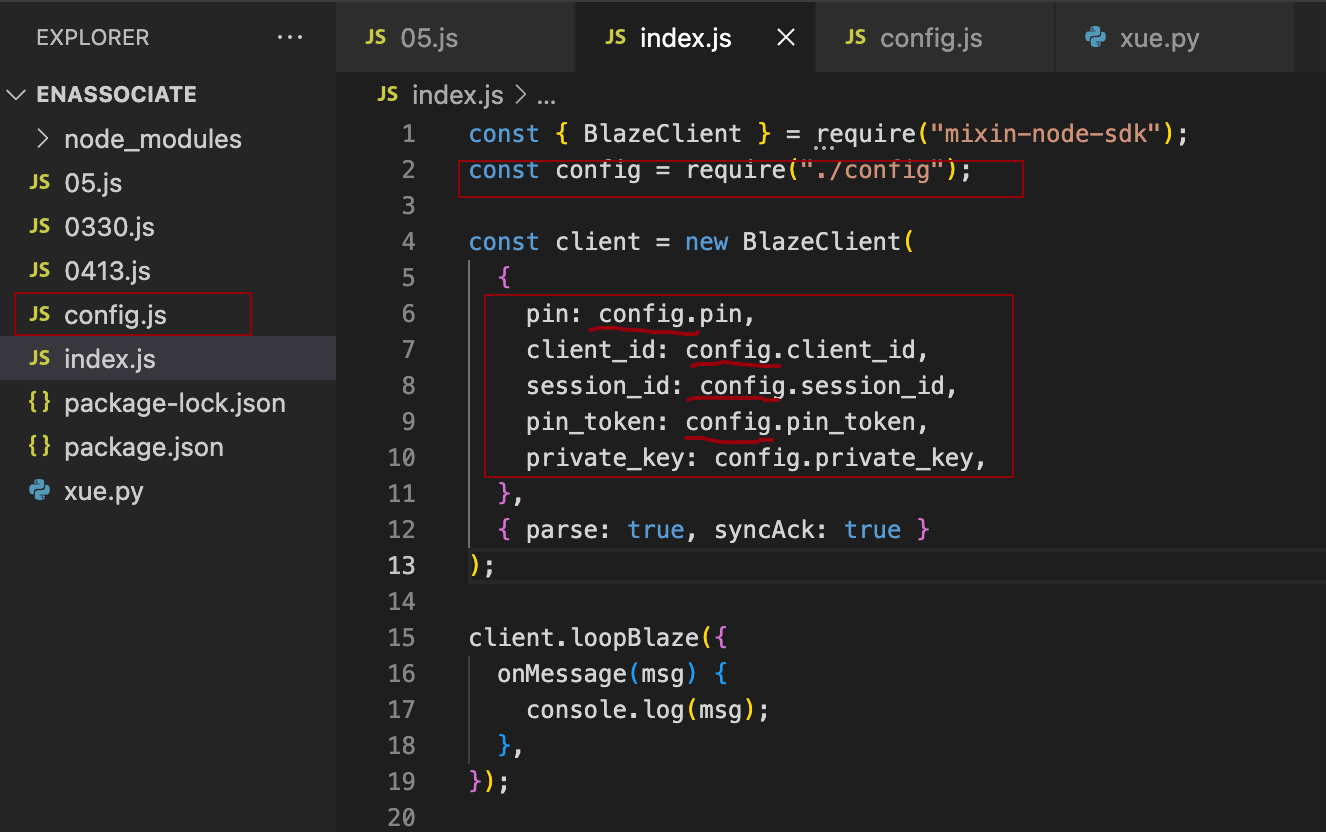 EXPLORER ...
ENASSOCIATE
node_modules
JS 05.js
JS 0330.js
JS 0413.js
JS config.js
JS index.js
{} package-lock.json
{} package.json
xue.py
JS 05.js JS index.js × JS config.js xue.py
JS index.js > ...
1 const { BlazeClient } = require("mixin-node-sdk");
2 const config = require("./config");
3
4 const client = new BlazeClient(
5 {
6 pin: config.pin,
7 client_id: config.client_id,
8 session_id: config.session_id,
9 pin_token: config.pin_token,
10 private_key: config.private_key,
11 },
12 { parse: true, syncAck: true }
13 );
14
15 client.loopBlaze({
16 onMessage(msg) {
17 console.log(msg);
18 },
19 });
20